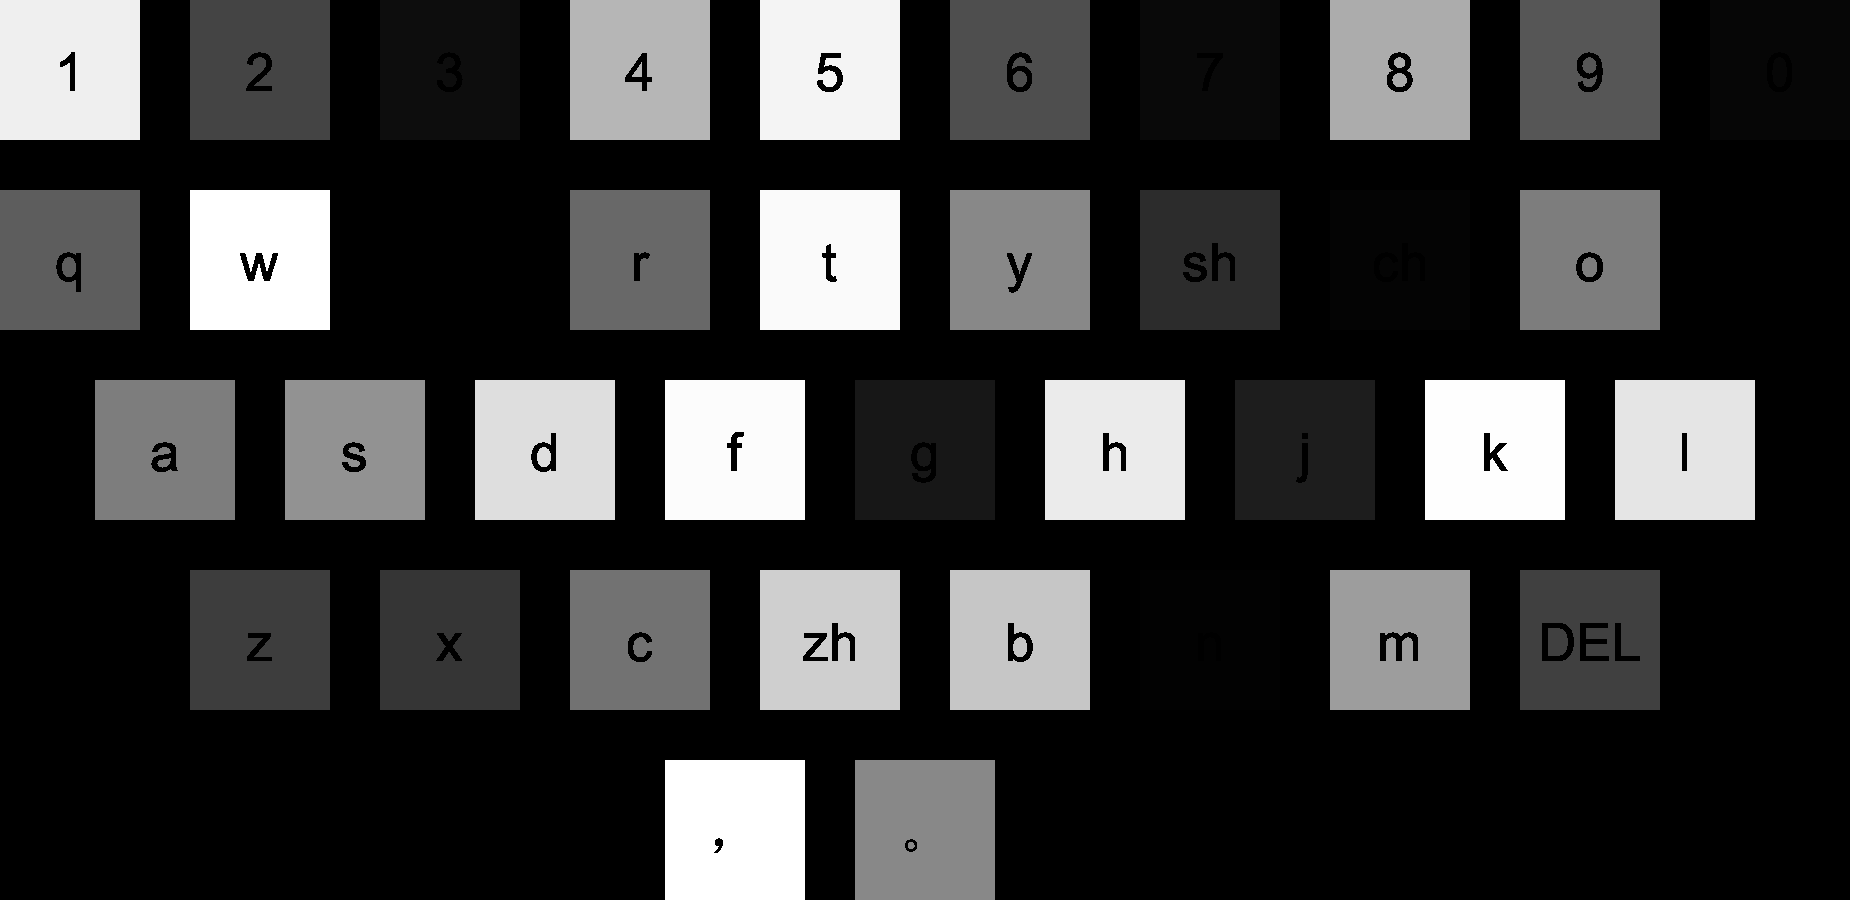 1 2 3 4 5 6 7 8 9 0
q w r t y sh ch o
a s d f g h j k l
z x c zh b n m DEL
， 。